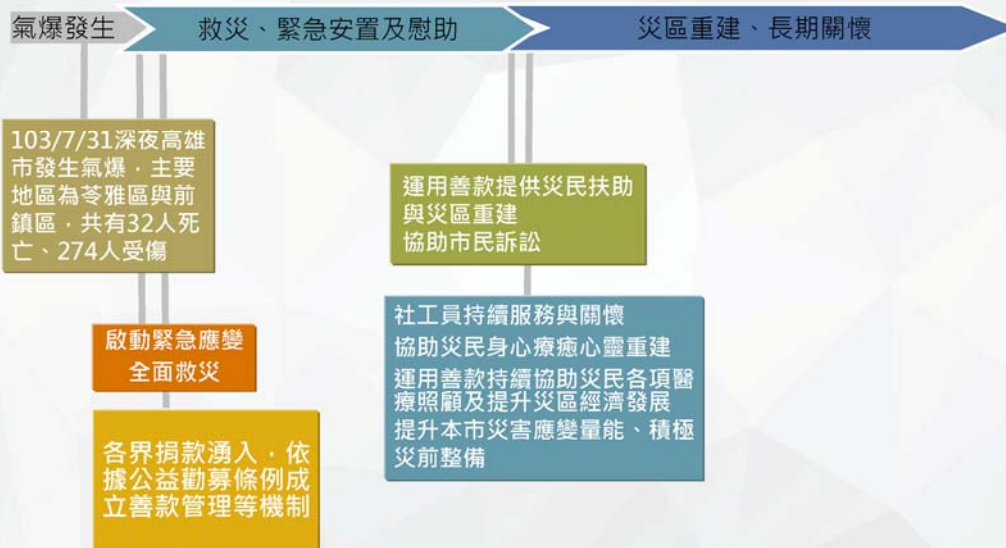 氣爆發生
救災、緊急安置及慰助
災區重建、長期關懷
103/7/31深夜高雄
市發生氣爆，主要
地區為苓雅區與前
鎮區，共有32人死
亡、274人受傷
運用善款提供災民扶助
與災區重建
協助市民訴訟
啟動緊急應變
全面救災
社工員持續服務與關懷
協助災民身心療癒心靈重建
運用善款持續協助災民各項醫
療照顧及提升災區經濟發展
提升本市災害應變量能、積極
災前整備
各界捐款湧入，依
據公益勸募條例成
立善款管理等機制